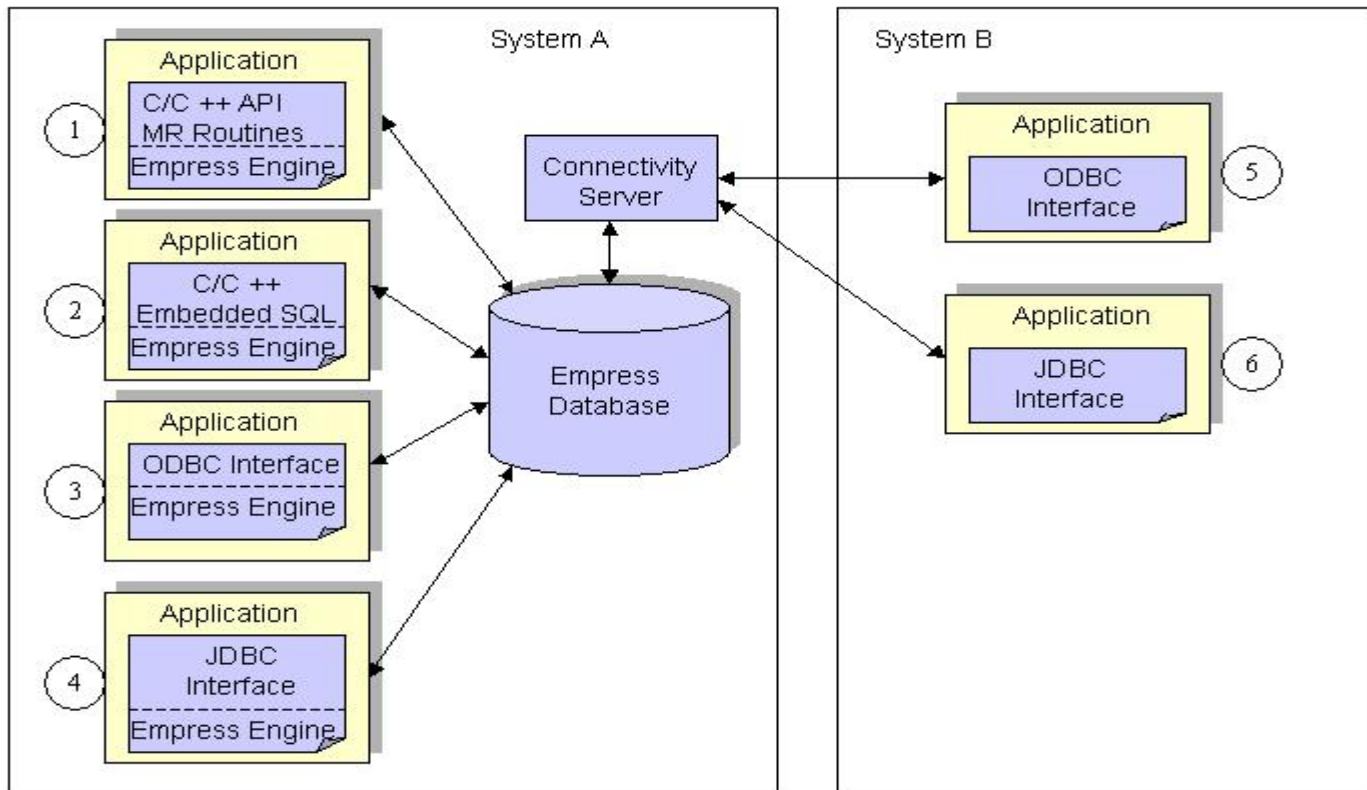 System A
Application
1
C/C ++ API
MR Routines
Empress Engine
Application
2
C/C ++
Embedded SQL
Empress Engine
Application
3
ODBC Interface
Empress Engine
Application
4
JDBC
Interface
Empress Engine
Connectivity
Server
Empress
Database
System B
Application
ODBC
Interface
5
Application
JDBC
Interface
6